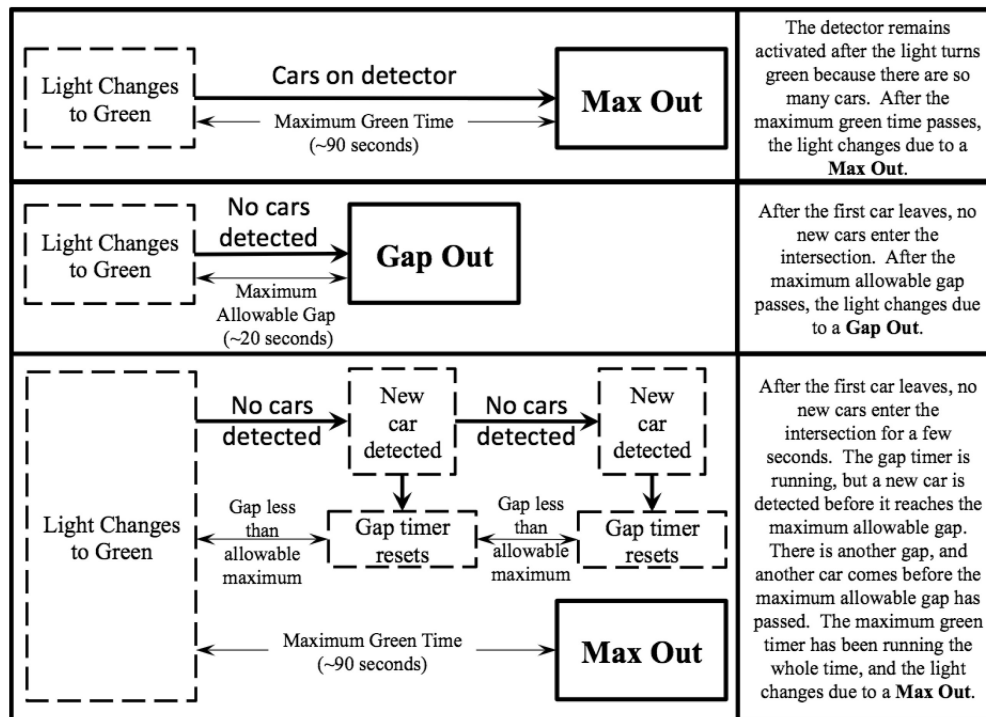 Light Changes
to Green
Cars on detector
Maximum Green Time
(~90 seconds)
Max Out
The detector remains
activated after the light turns
green because there are so
many cars. After the
maximum green time passes,
the light changes due to a
Max Out.
Light Changes
to Green
No cars
detected
Maximum
Allowable Gap
(~20 seconds)
Gap Out
After the first car leaves, no
new cars enter the
intersection. After the
maximum allowable gap
passes, the light changes due
to a Gap Out.
Light Changes
to Green
No cars
detected
New
car
detected
No cars
detected
New
car
detected
Gap less
than
allowable
maximum
Gap timer
resets
Gap less
than
allowable
maximum
Gap timer
resets
Maximum Green Time
(~90 seconds)
Max Out
After the first car leaves, no
new cars enter the
intersection for a few
seconds. The gap timer is
running, but a new car is
detected before it reaches the
maximum allowable gap.
There is another gap, and
another car comes before the
maximum allowable gap has
passed. The maximum green
timer has been running the
whole time, and the light
changes due to a Max Out.